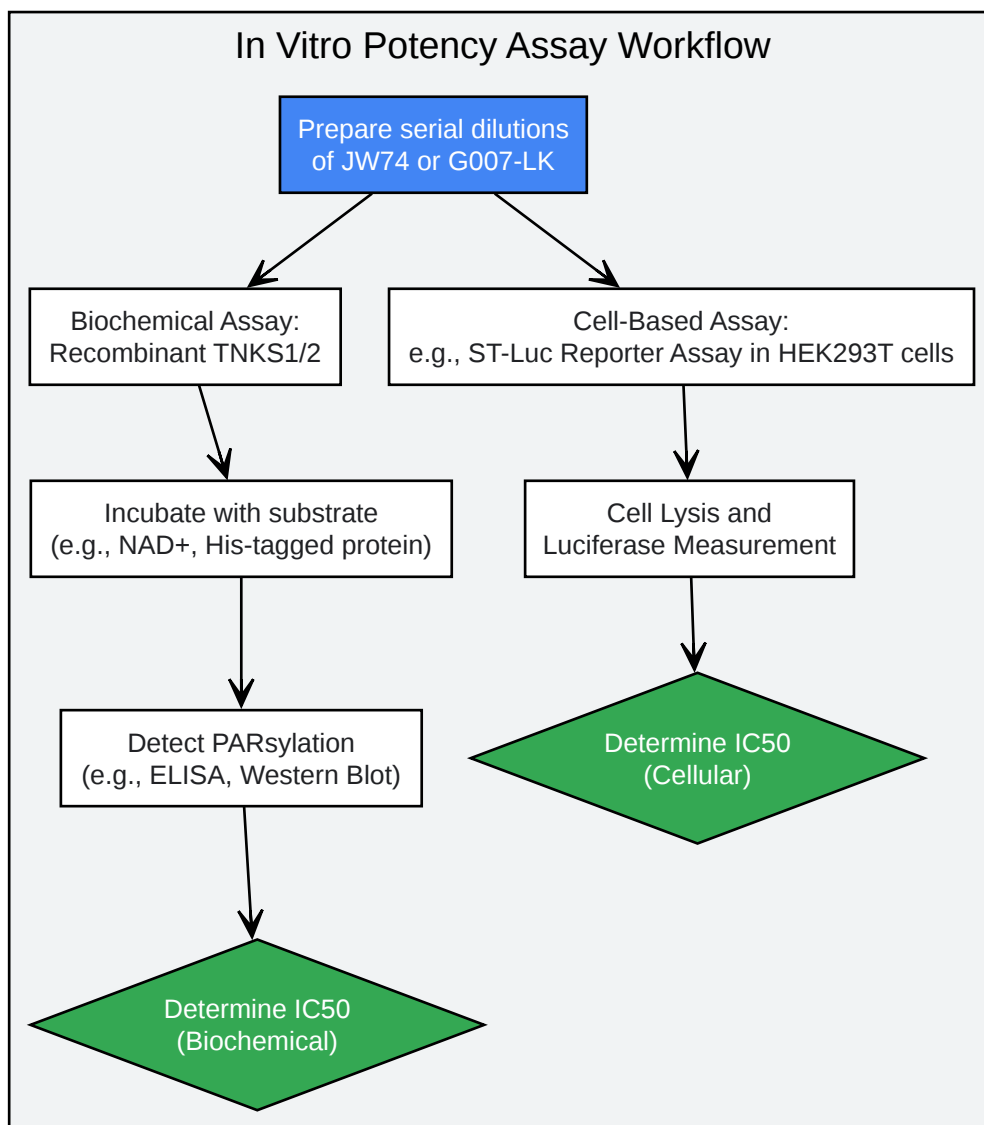 In Vitro Potency Assay Workflow
Prepare serial dilutions
of JW74 or G007-LK
Biochemical Assay:
Recombinant TNKS1/2
Cell-Based Assay:
e.g., ST-Luc Reporter Assay in HEK293T cells
Incubate with substrate
(e.g., NAD+, His-tagged protein)
Cell Lysis and
Luciferase Measurement
Detect PARsylation
(e.g., ELISA, Western Blot)
Determine IC50
(Cellular)
Determine IC50
(Biochemical)